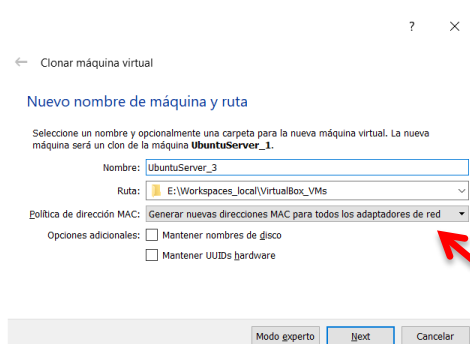 ?
Clonar máquina virtual
Nuevo nombre de máquina y ruta
Seleccione un nombre y opcionalmente una carpeta para la nueva máquina virtual. La nueva
máquina será un clon de la máquina UbuntuServer_1.
Nombre: UbuntuServer_3
Ruta: E:\Workspaces_local\VirtualBox_VMs
Política de dirección MAC: Generar nuevas direcciones MAC para todos los adaptadores de red
Opciones adicionales: Mantener nombres de disco
Mantener UUIDs hardware
Modo experto Next Cancelar